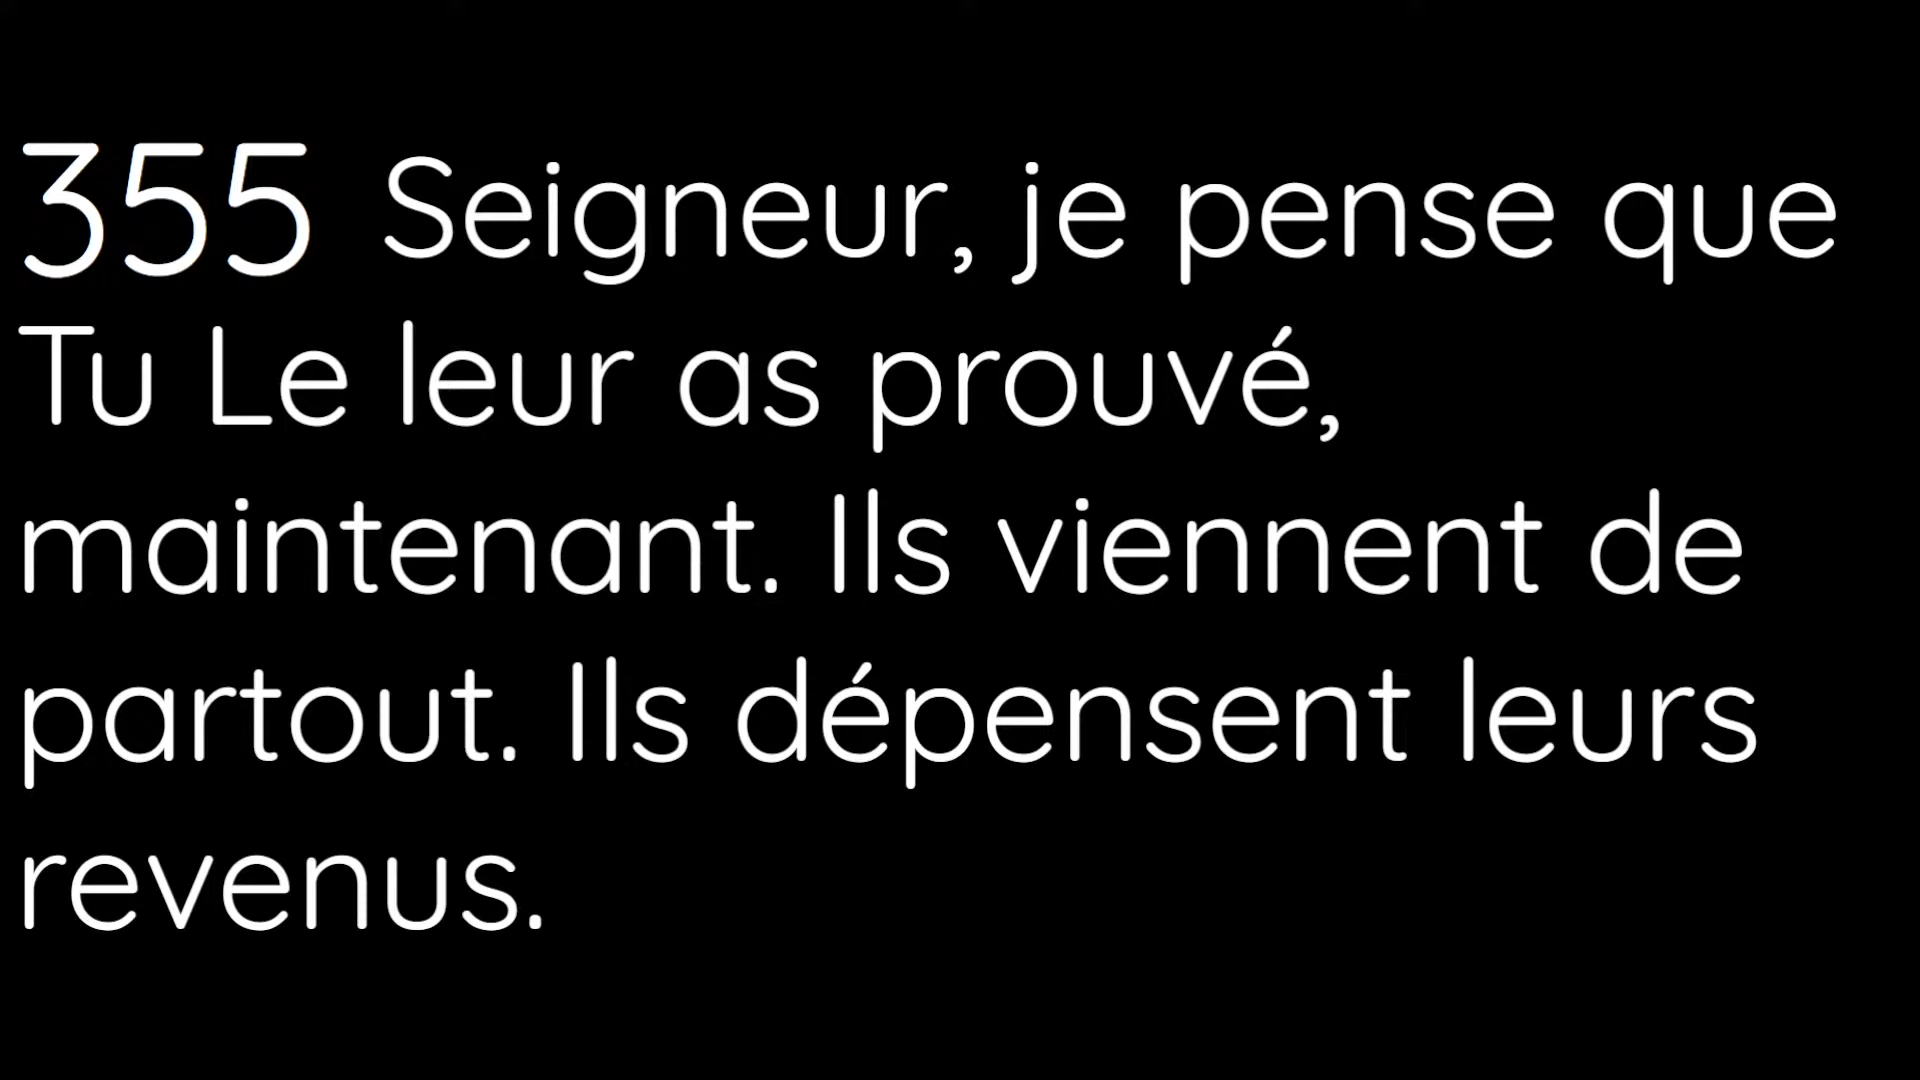 355 Seigneur, je pense que
Tu Le leur as prouvé,
maintenant. Ils viennent de
partout. Ils dépensent leurs
revenus.